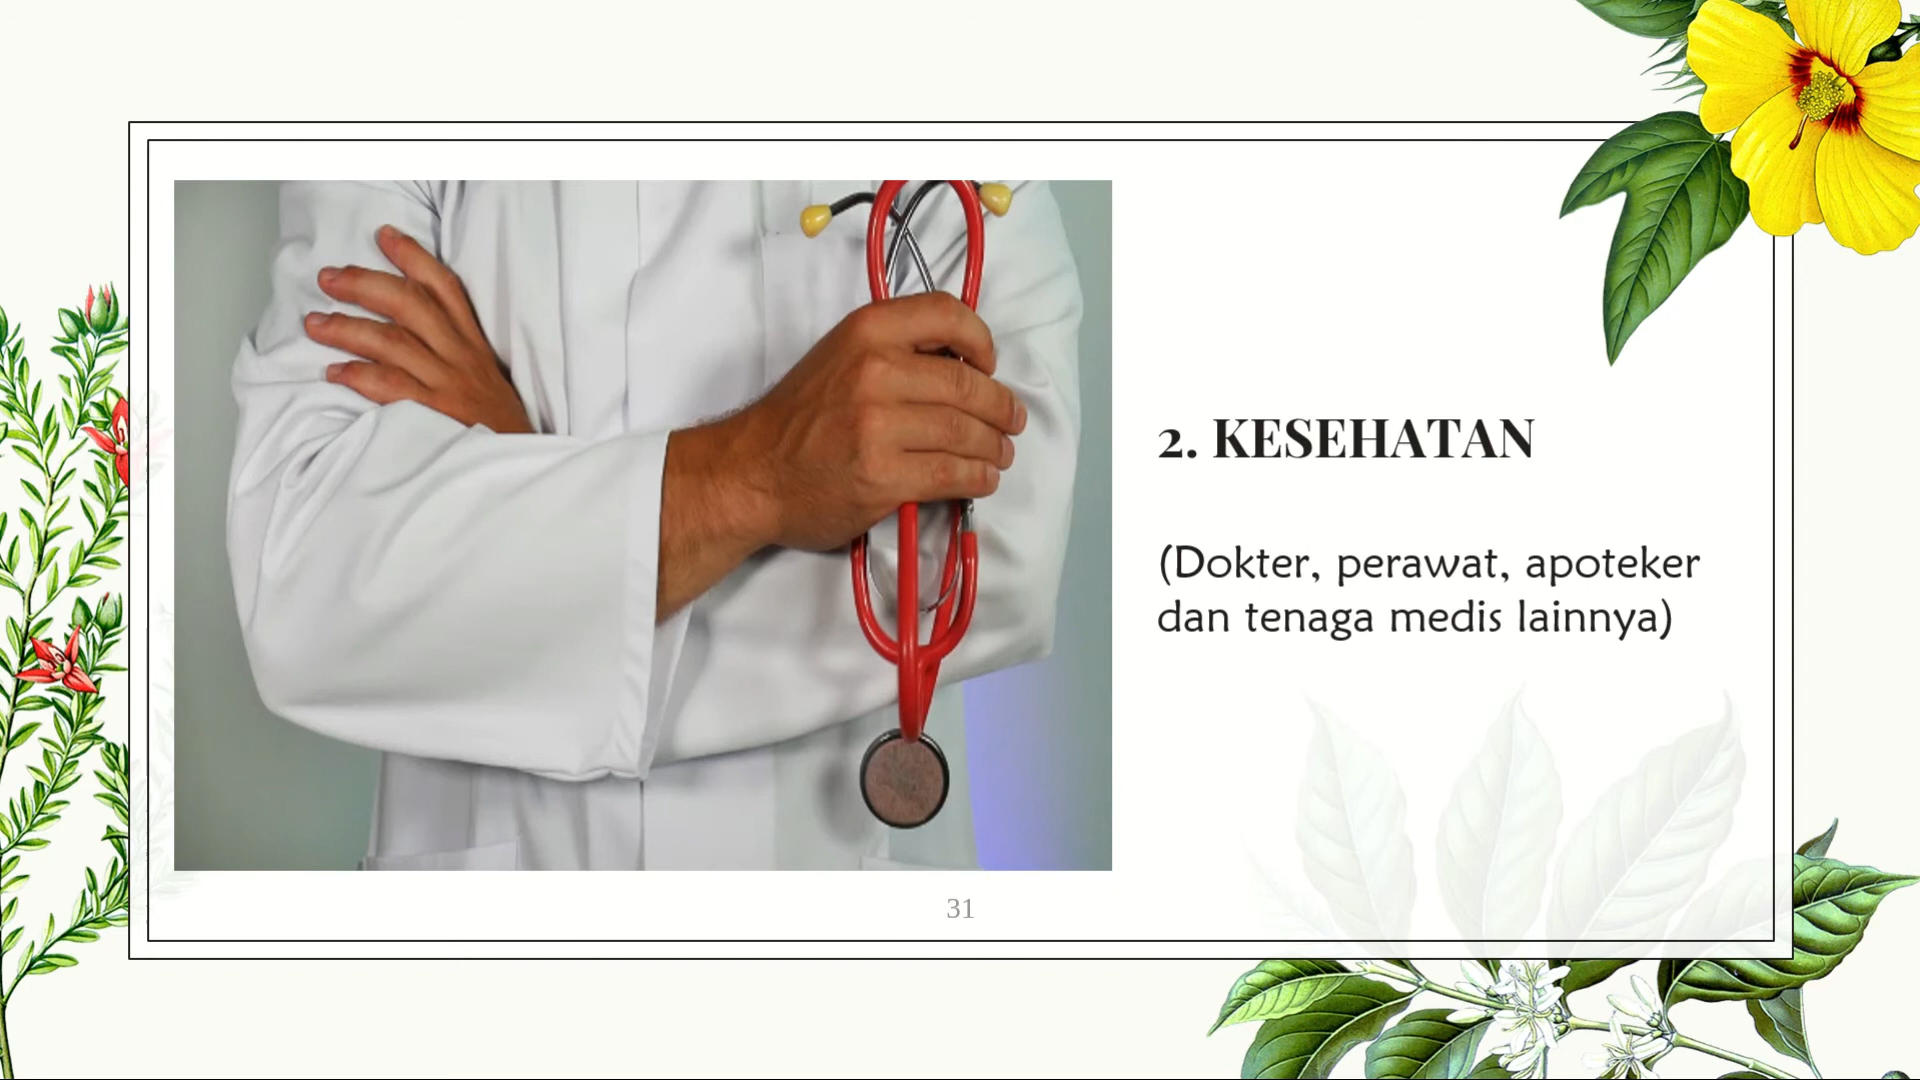 2. KESEHATAN
(Dokter, perawat, apoteker
dan tenaga medis lainnya)
31